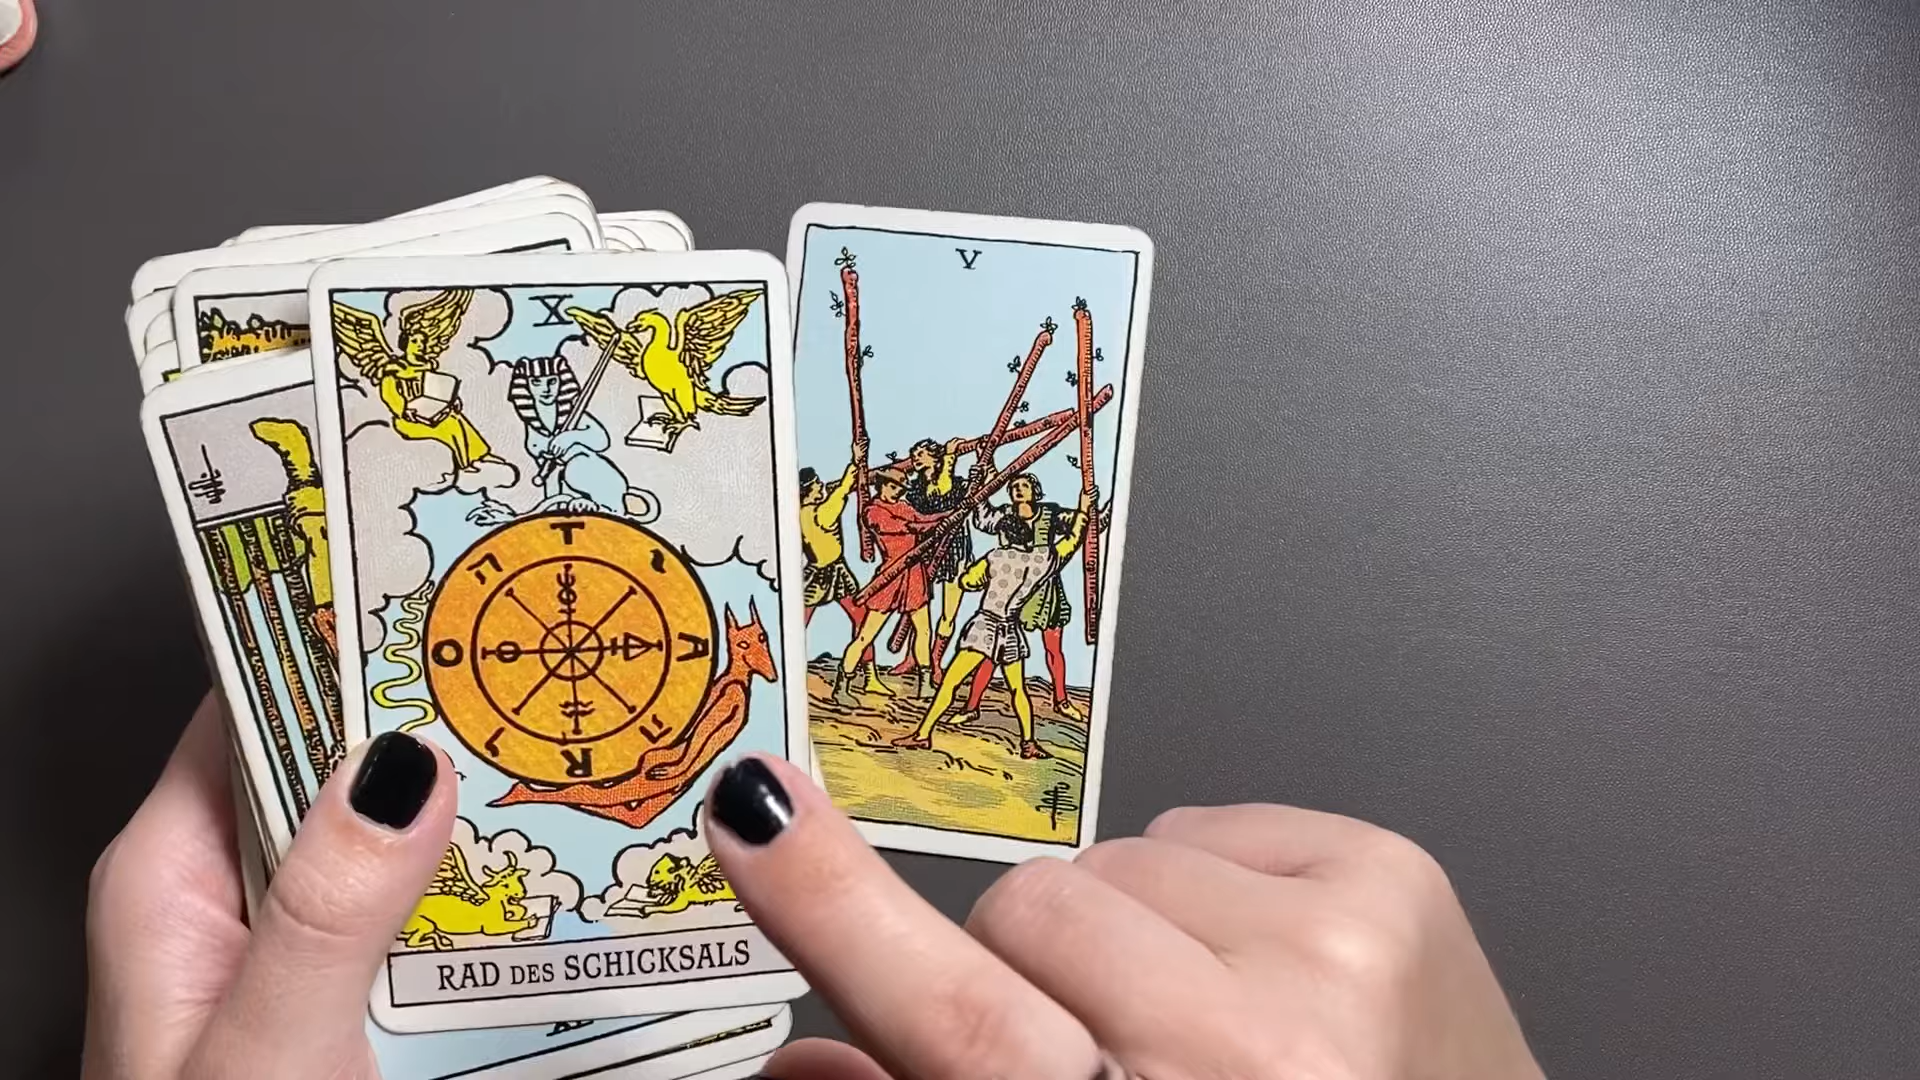 X
V
T
A
R
O
י
ה
ו
ה
RAD DES SCHICKSALS